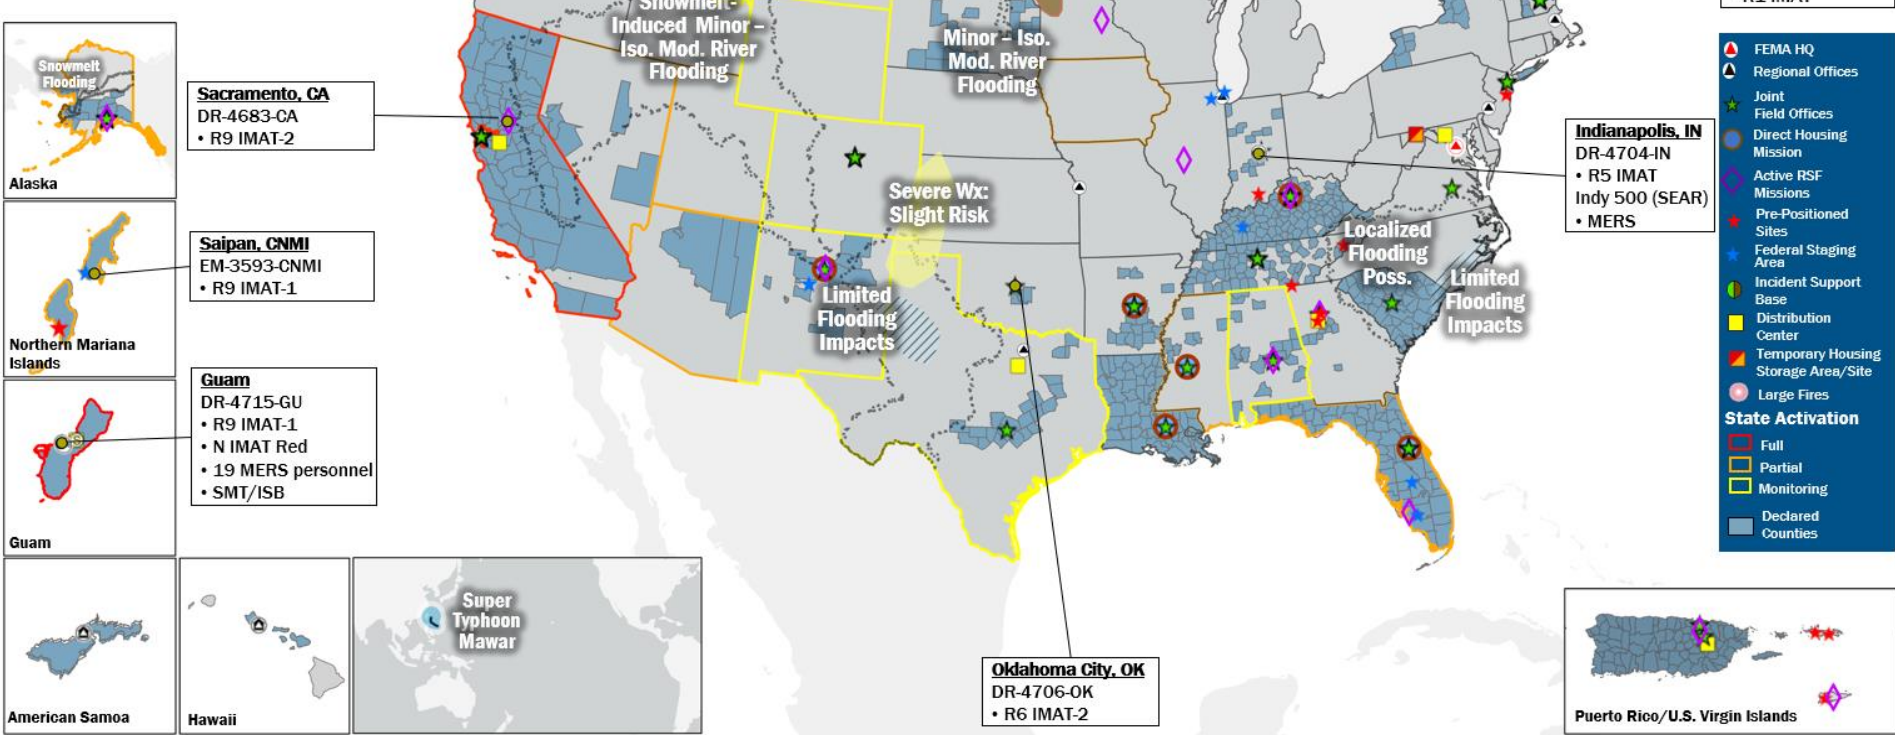 Snowmelt-
Induced Minor –
Iso. Mod. River
Flooding
Minor – Iso.
Mod. River
Flooding
Snowmelt
Flooding
Alaska
Sacramento, CA
DR-4683-CA
• R9 IMAT-2
Northern Mariana
Islands
Saipan, CNMI
EM-3593-CNMI
• R9 IMAT-1
Guam
Guam
DR-4715-GU
• R9 IMAT-1
• N IMAT Red
• 19 MERS personnel
• SMT/ISB
American Samoa
Hawaii
Super
Typhoon
Mawar
Severe Wx:
Slight Risk
Limited
Flooding
Impacts
Localized
Flooding
Poss.
Limited
Flooding
Impacts
Oklahoma City, OK
DR-4706-OK
• R6 IMAT-2
Indianapolis, IN
DR-4704-IN
• R5 IMAT
Indy 500 (SEAR)
• MERS
FEMA HQ
Regional Offices
Joint
Field Offices
Direct Housing
Mission
Active RSF
Missions
Pre-Positioned
Sites
Federal Staging
Area
Incident Support
Base
Distribution
Center
Temporary Housing
Storage Area/Site
Large Fires
State Activation
Full
Partial
Monitoring
Declared
Counties
Puerto Rico/U.S. Virgin Islands